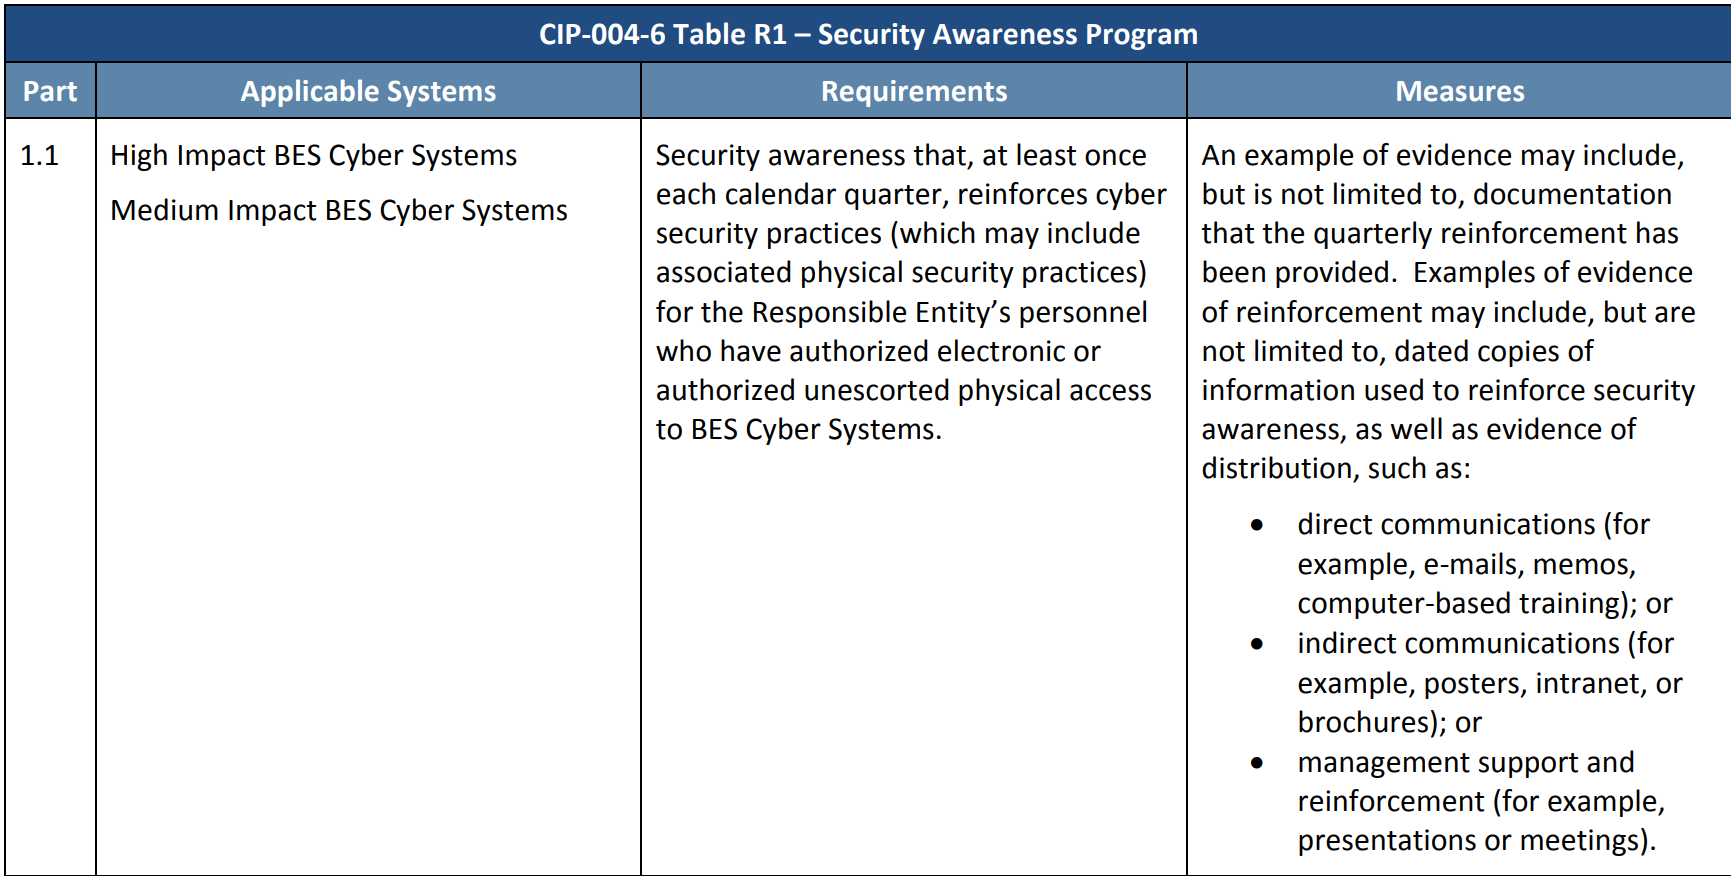 CIP-004-6 Table R1 – Security Awareness Program
Part
Applicable Systems
Requirements
Measures
1.1
High Impact BES Cyber Systems
Medium Impact BES Cyber Systems
Security awareness that, at least once
each calendar quarter, reinforces cyber
security practices (which may include
associated physical security practices)
for the Responsible Entity’s personnel
who have authorized electronic or
authorized unescorted physical access
to BES Cyber Systems.
An example of evidence may include,
but is not limited to, documentation
that the quarterly reinforcement has
been provided.  Examples of evidence
of reinforcement may include, but are
not limited to, dated copies of
information used to reinforce security
awareness, as well as evidence of
distribution, such as:
• direct communications (for
example, e-mails, memos,
computer-based training); or
• indirect communications (for
example, posters, intranet, or
brochures); or
• management support and
reinforcement (for example,
presentations or meetings).